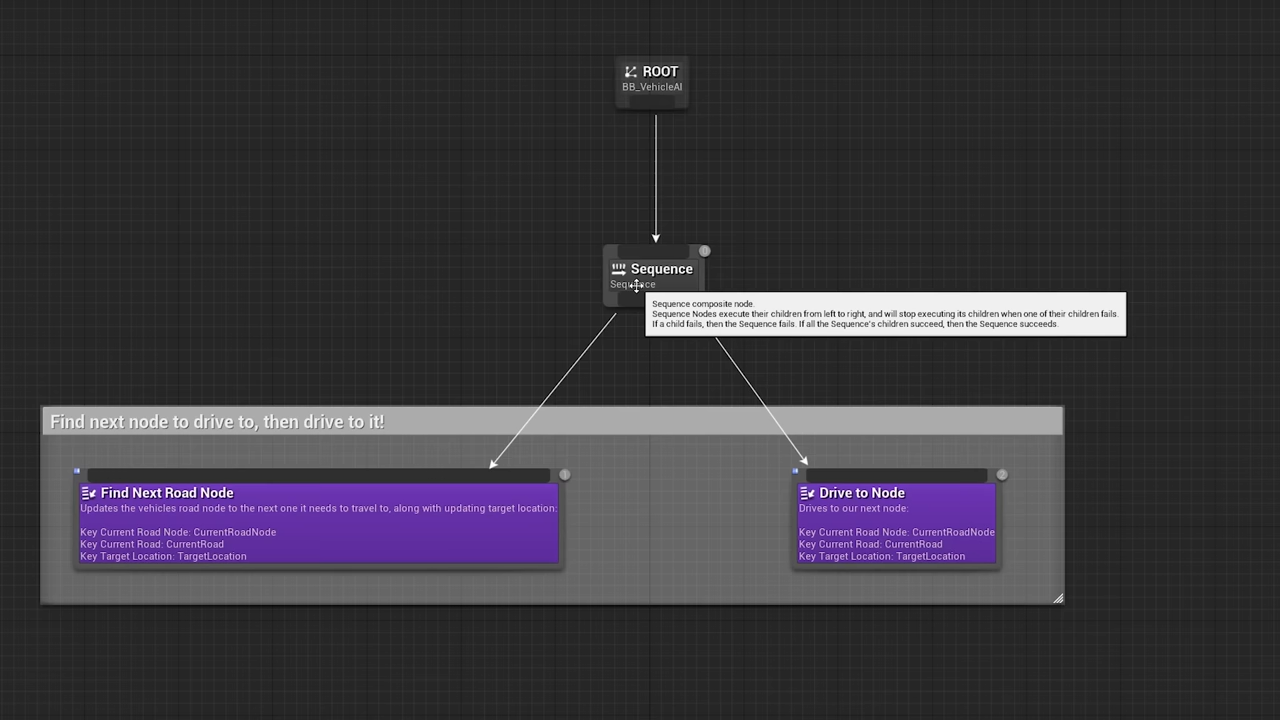 ROOT
BB_VehicleAI
0
Sequence
Sequence
Sequence composite node.
Sequence Nodes execute their children from left to right, and will stop executing its children when one of their children fails.
If a child fails, then the Sequence fails. If all the Sequence's children succeed, then the Sequence succeeds.
Find next node to drive to, then drive to it!
1
Find Next Road Node
Updates the vehicles road node to the next one it needs to travel to, along with updating target location:
Key Current Road Node: CurrentRoadNode
Key Current Road: CurrentRoad
Key Target Location: TargetLocation
2
Drive to Node
Drives to our next node:
Key Current Road Node: CurrentRoadNode
Key Current Road: CurrentRoad
Key Target Location: TargetLocation